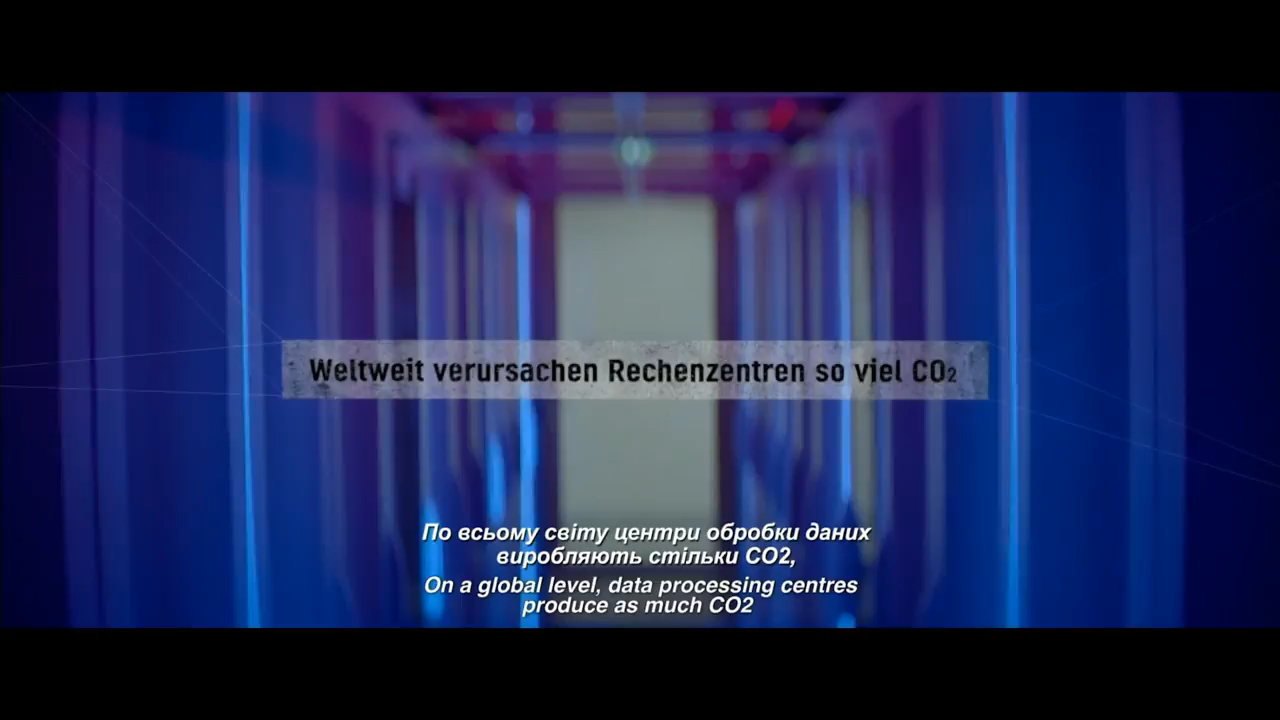 Weltweit verursachen Rechenzentren so viel CO₂
По всьому світу центри обробки даних
виробляють стільки CO2,
On a global level, data processing centres
produce as much CO2